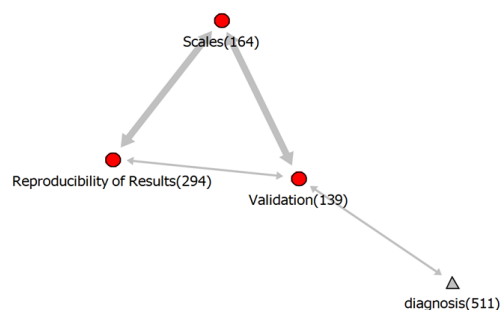 Scales(164)
Reproducibility of Results(294)
Validation(139)
diagnosis(511)